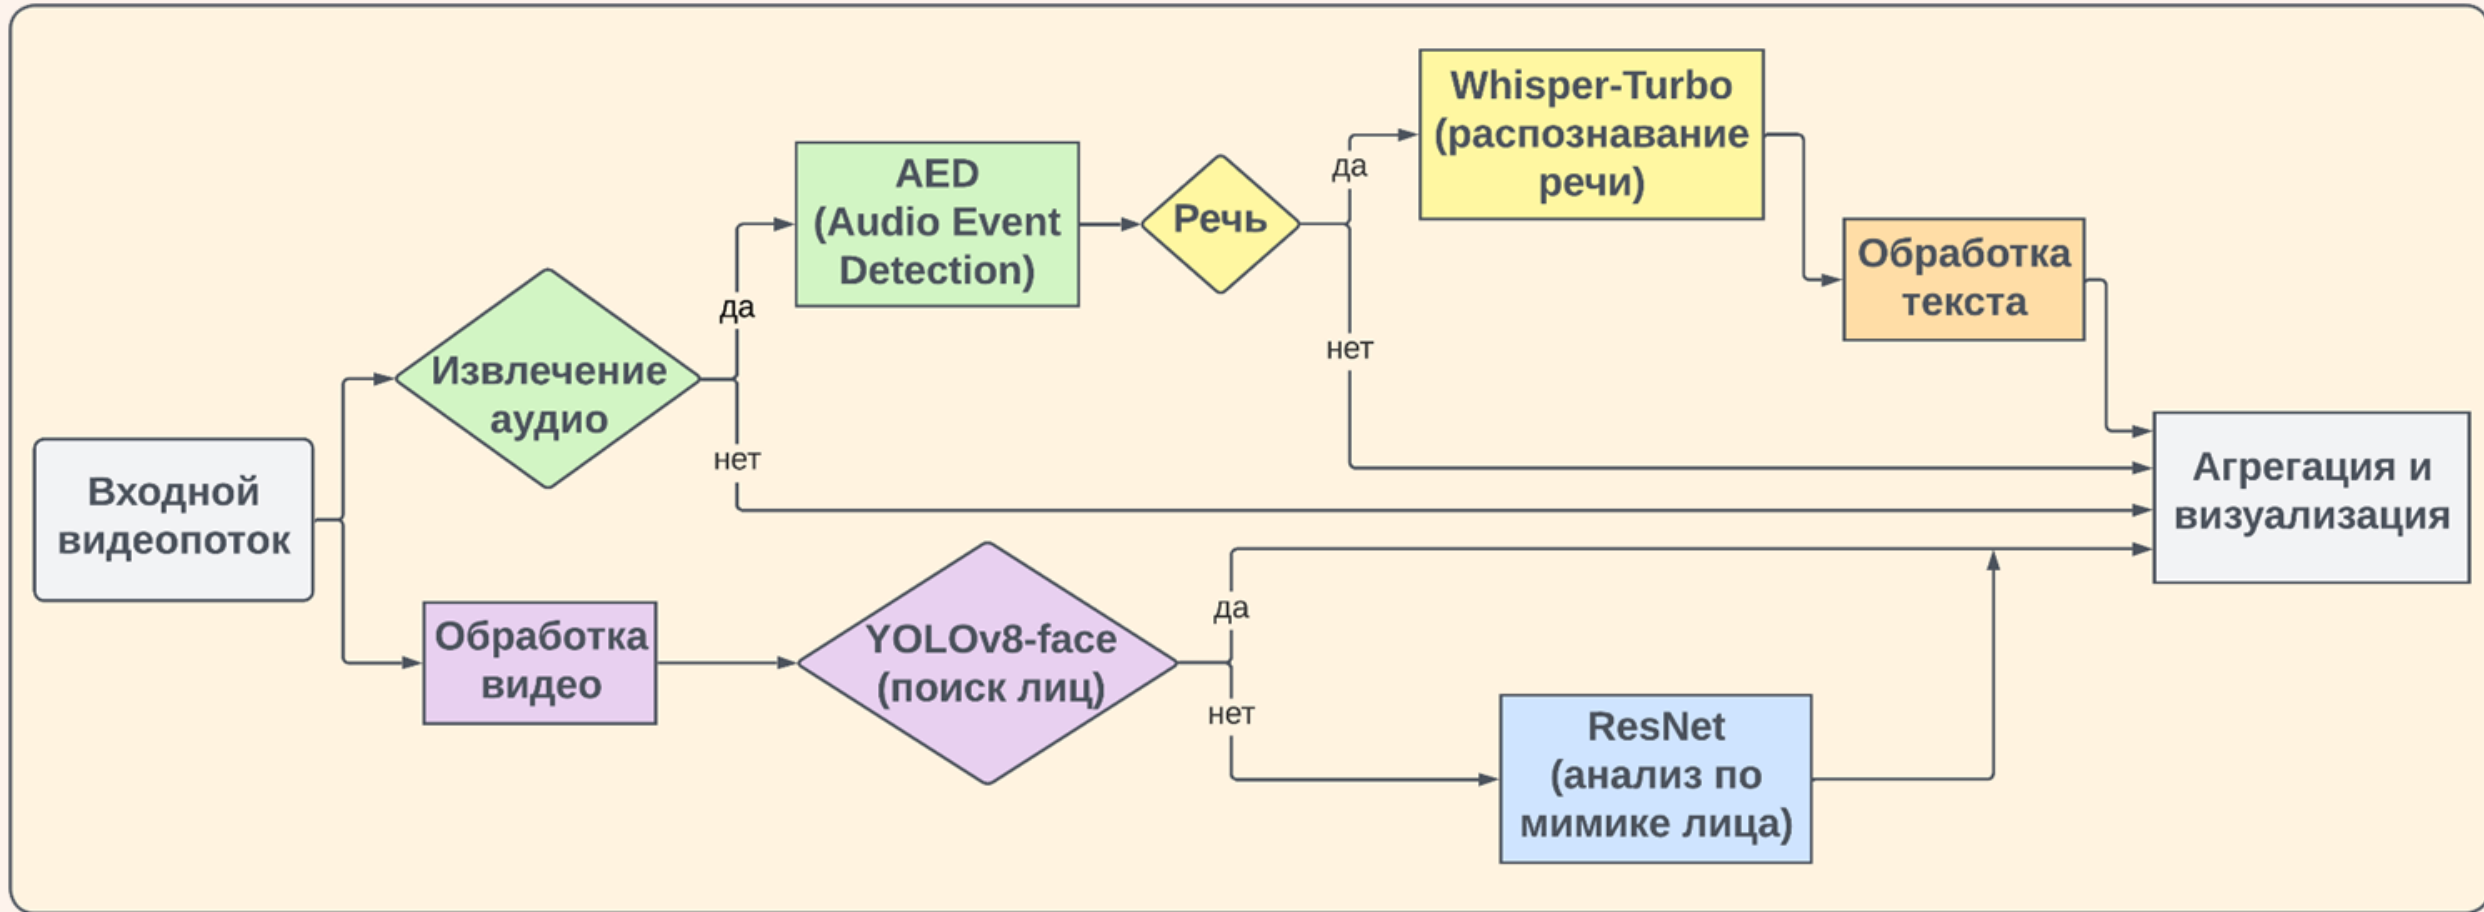 Входной
видеопоток
Извлечение
аудио
да
нет
AED
(Audio Event
Detection)
Речь
да
нет
Whisper-Turbo
(распознавание
речи)
Обработка
текста
Обработка
видео
YOLOv8-face
(поиск лиц)
да
нет
ResNet
(анализ по
мимике лица)
Агрегация и
визуализация